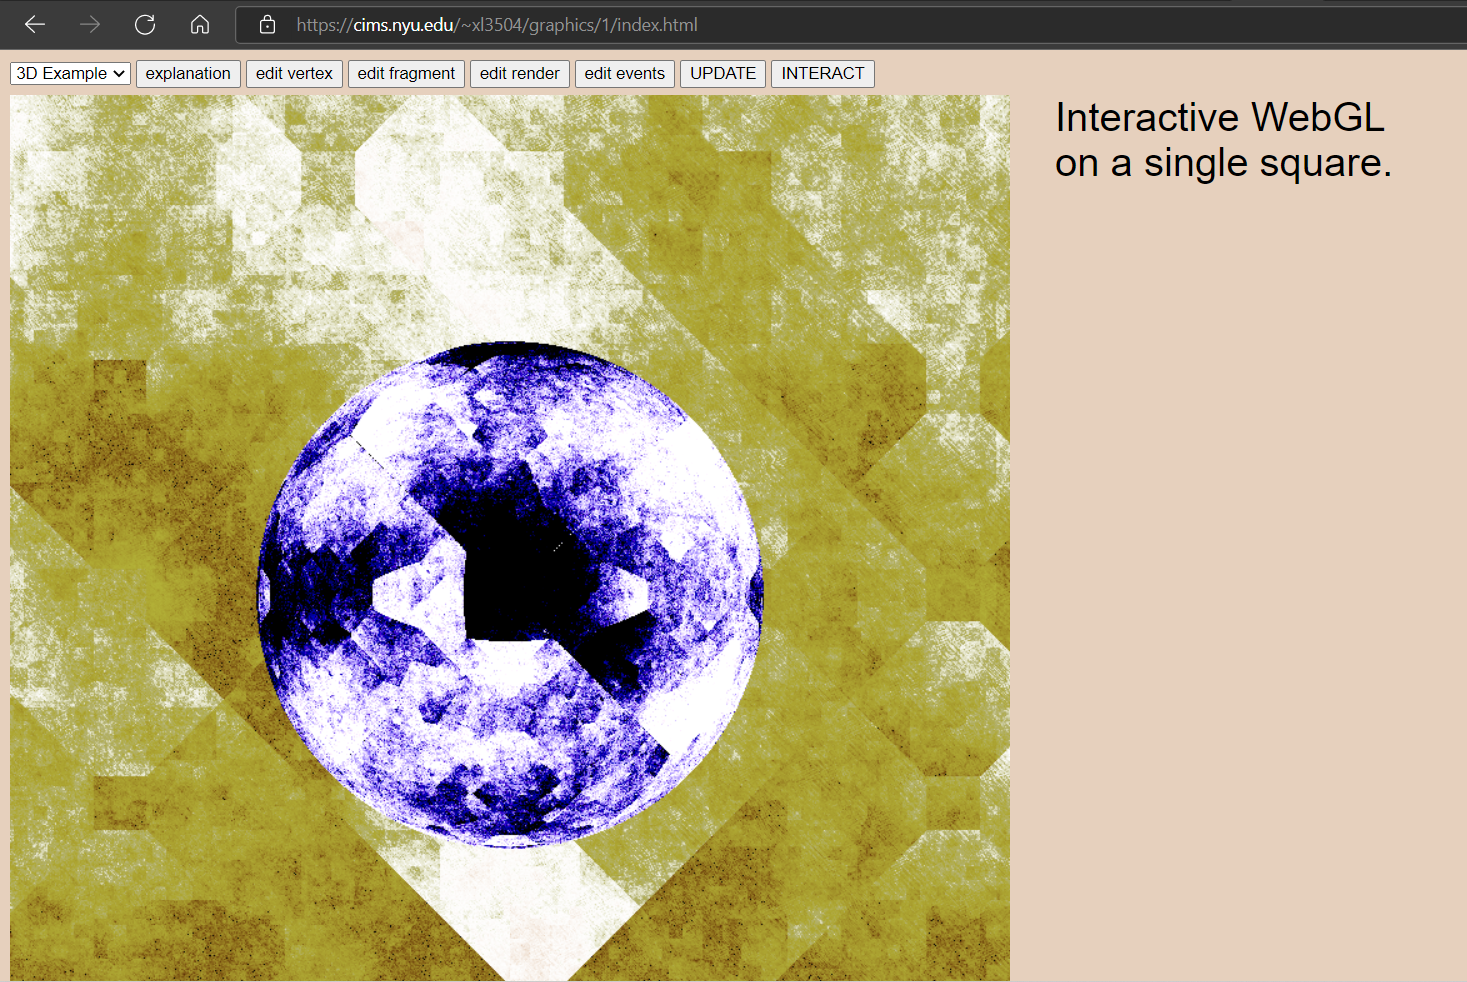 https://cims.nyu.edu/~xl3504/graphics/1/index.html
3D Example explanation edit vertex edit fragment edit render edit events UPDATE INTERACT
Interactive WebGL
on a single square.